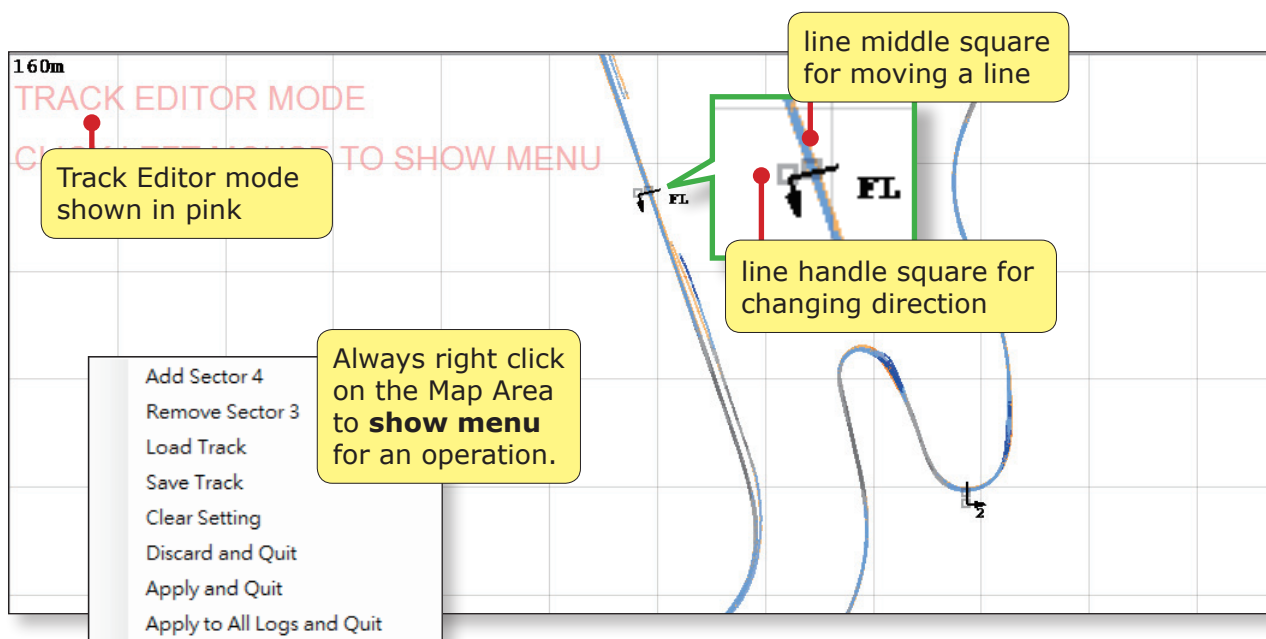 160m
TRACK EDITOR MODE
TO SHOW MENU
Track Editor mode
shown in pink
line middle square
for moving a line
FL
FL
line handle square for
changing direction
Always right click
on the Map Area
to show menu
for an operation.
Add Sector 4
Remove Sector 3
Load Track
Save Track
Clear Setting
Discard and Quit
Apply and Quit
Apply to All Logs and Quit
2